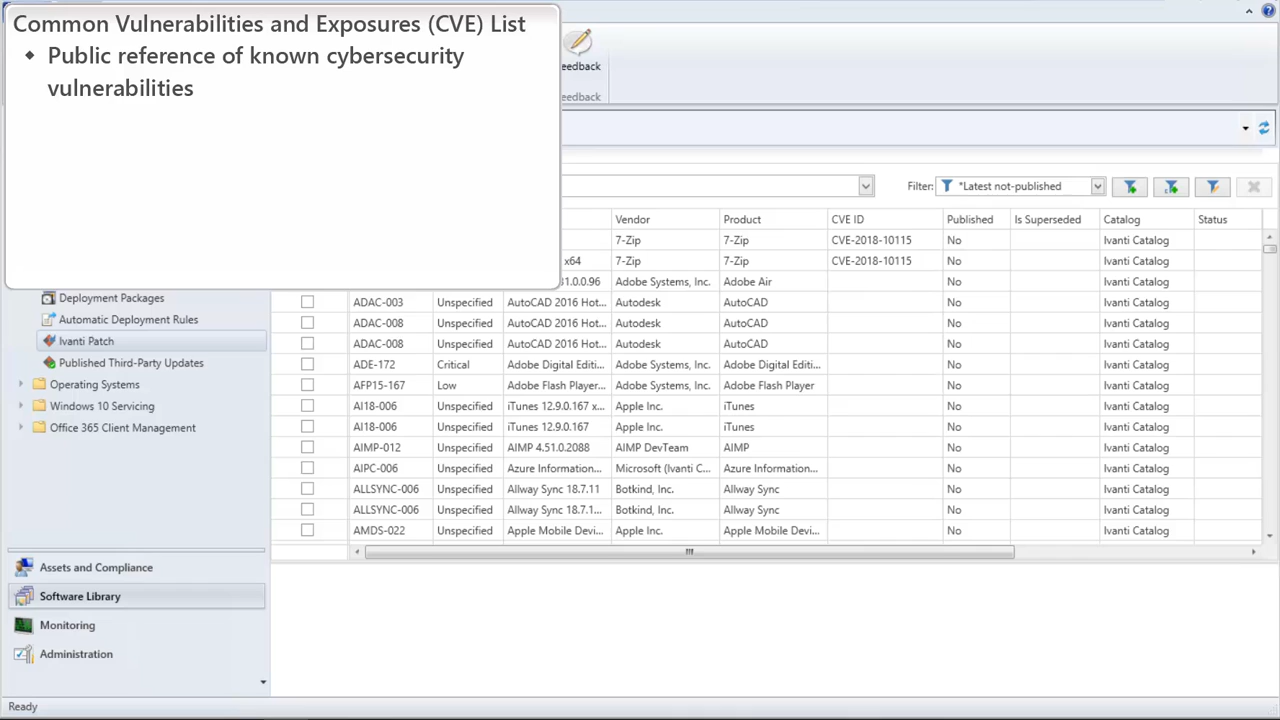 Common Vulnerabilities and Exposures (CVE) List
◆ Public reference of known cybersecurity
vulnerabilities
eedback
eedback
Filter: *Latest not-published
Vendor Product CVE ID Published Is Superseded Catalog Status
7-Zip 7-Zip CVE-2018-10115 No Ivanti Catalog
x64 7-Zip 7-Zip CVE-2018-10115 No Ivanti Catalog
31.0.0.96 Adobe Systems, Inc. Adobe Air No Ivanti Catalog
Deployment Packages
ADAC-003 Unspecified AutoCAD 2016 Hot... Autodesk AutoCAD No Ivanti Catalog
Automatic Deployment Rules
ADAC-008 Unspecified AutoCAD 2016 Hot... Autodesk AutoCAD No Ivanti Catalog
Ivanti Patch
ADAC-008 Unspecified AutoCAD 2016 Hot... Autodesk AutoCAD No Ivanti Catalog
Published Third-Party Updates
ADE-172 Critical Adobe Digital Editi... Adobe Systems, Inc. Adobe Digital Editi... No Ivanti Catalog
Operating Systems
AFP15-167 Low Adobe Flash Player... Adobe Systems, Inc. Adobe Flash Player No Ivanti Catalog
Windows 10 Servicing
AI18-006 Unspecified iTunes 12.9.0.167 x... Apple Inc. iTunes No Ivanti Catalog
Office 365 Client Management
AI18-006 Unspecified iTunes 12.9.0.167 Apple Inc. iTunes No Ivanti Catalog
AIMP-012 Unspecified AIMP 4.51.0.2088 AIMP DevTeam AIMP No Ivanti Catalog
AIPC-006 Unspecified Azure Information... Microsoft (Ivanti C... Azure Information... No Ivanti Catalog
ALLSYNC-006 Unspecified Allway Sync 18.7.11 Botkind, Inc. Allway Sync No Ivanti Catalog
ALLSYNC-006 Unspecified Allway Sync 18.7.1... Botkind, Inc. Allway Sync No Ivanti Catalog
AMDS-022 Unspecified Apple Mobile Devi... Apple Inc. Apple Mobile Devi... No Ivanti Catalog
Assets and Compliance
Software Library
Monitoring
Administration
Ready